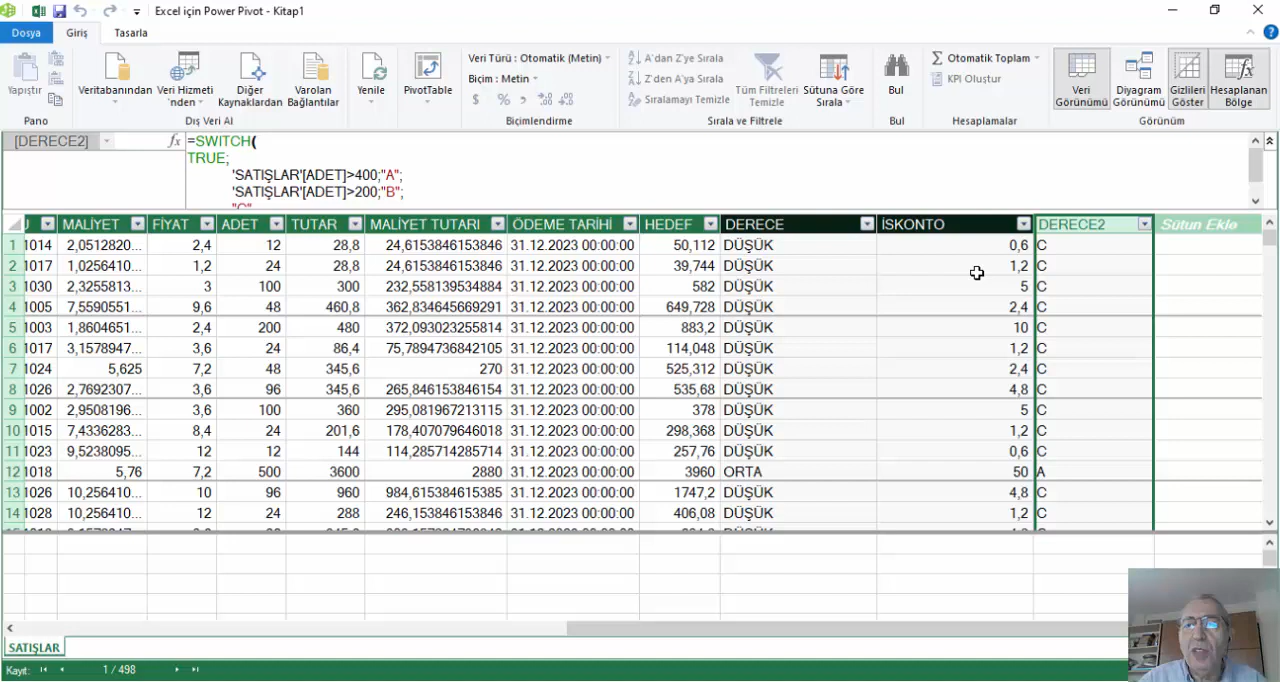 Excel için Power Pivot - Kitap1
Dosya Giriş Tasarla
Yapıştır
Pano
Veritabanından
Veri Hizmeti 'nden
Diğer Kaynaklardan
Varolan Bağlantılar
Dış Veri Al
Yenile
PivotTable
Veri Türü : Otomatik (Metin)
Biçim : Metin
$ % ,
Biçimlendirme
A'dan Z'ye Sırala
Z'den A'ya Sırala
Sıralamayı Temizle
Tüm Filtreleri Temizle
Sütuna Göre Sırala
Sırala ve Filtrele
Bul
Bul
Otomatik Toplam
KPI Oluştur
Hesaplamalar
Veri Görünümü
Diyagram Görünümü
Gizlileri Göster
Hesaplanan Bölge
Görünüm
[DERECE2] fx =SWITCH(
TRUE;
'SATIŞLAR'[ADET]>400;"A";
'SATIŞLAR'[ADET]>200;"B";
MALİYET FİYAT ADET TUTAR MALİYET TUTARI ÖDEME TARİHİ HEDEF DERECE İSKONTO DERECE2 Sütun Ekle
1 1014 2,0512820... 2,4 12 28,8 24,6153846153846 31.12.2023 00:00:00 50,112 DÜŞÜK 0,6 C
2 1017 1,0256410... 1,2 24 28,8 24,6153846153846 31.12.2023 00:00:00 39,744 DÜŞÜK 1,2 C
3 1030 2,3255813... 3 100 300 232,558139534884 31.12.2023 00:00:00 582 DÜŞÜK 5 C
4 1005 7,5590551... 9,6 48 460,8 362,834645669291 31.12.2023 00:00:00 649,728 DÜŞÜK 2,4 C
5 1003 1,8604651... 2,4 200 480 372,093023255814 31.12.2023 00:00:00 883,2 DÜŞÜK 10 C
6 1017 3,1578947... 3,6 24 86,4 75,7894736842105 31.12.2023 00:00:00 114,048 DÜŞÜK 1,2 C
7 1024 5,625 7,2 48 345,6 270 31.12.2023 00:00:00 525,312 DÜŞÜK 2,4 C
8 1026 2,7692307... 3,6 96 345,6 265,846153846154 31.12.2023 00:00:00 535,68 DÜŞÜK 4,8 C
9 1002 2,9508196... 3,6 100 360 295,081967213115 31.12.2023 00:00:00 378 DÜŞÜK 5 C
10 1015 7,4336283... 8,4 24 201,6 178,407079646018 31.12.2023 00:00:00 298,368 DÜŞÜK 1,2 C
11 1023 9,5238095... 12 12 144 114,285714285714 31.12.2023 00:00:00 257,76 DÜŞÜK 0,6 C
12 1018 5,76 7,2 500 3600 2880 31.12.2023 00:00:00 3960 ORTA 50 A
13 1026 10,256410... 10 96 960 984,615384615385 31.12.2023 00:00:00 1747,2 DÜŞÜK 4,8 C
14 1028 10,256410... 12 24 288 246,153846153846 31.12.2023 00:00:00 406,08 DÜŞÜK 1,2 C
SATIŞLAR
Kayıt: 1 / 498